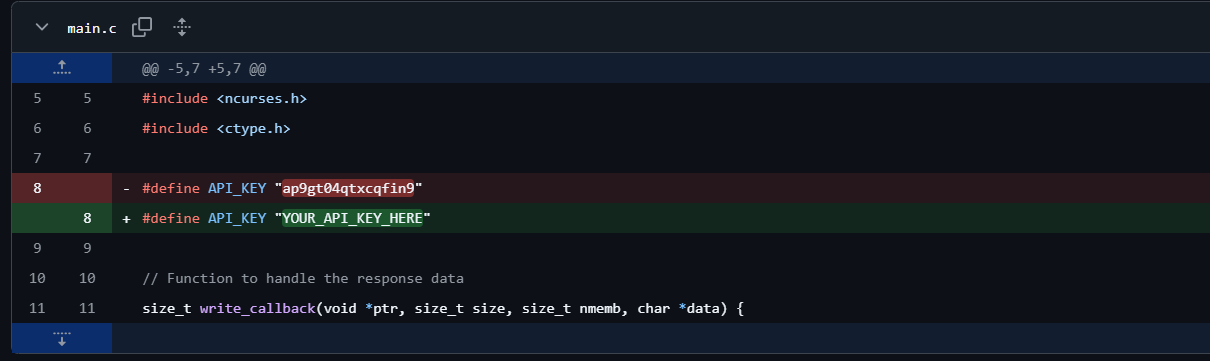 main.c
@@ -5,7 +5,7 @@
5 5 #include <ncurses.h>
6 6 #include <ctype.h>
7 7
8 - #define API_KEY "ap9gt04qtxcqfin9"
8 + #define API_KEY "YOUR_API_KEY_HERE"
9 9
10 10 // Function to handle the response data
11 11 size_t write_callback(void *ptr, size_t size, size_t nmemb, char *data) {